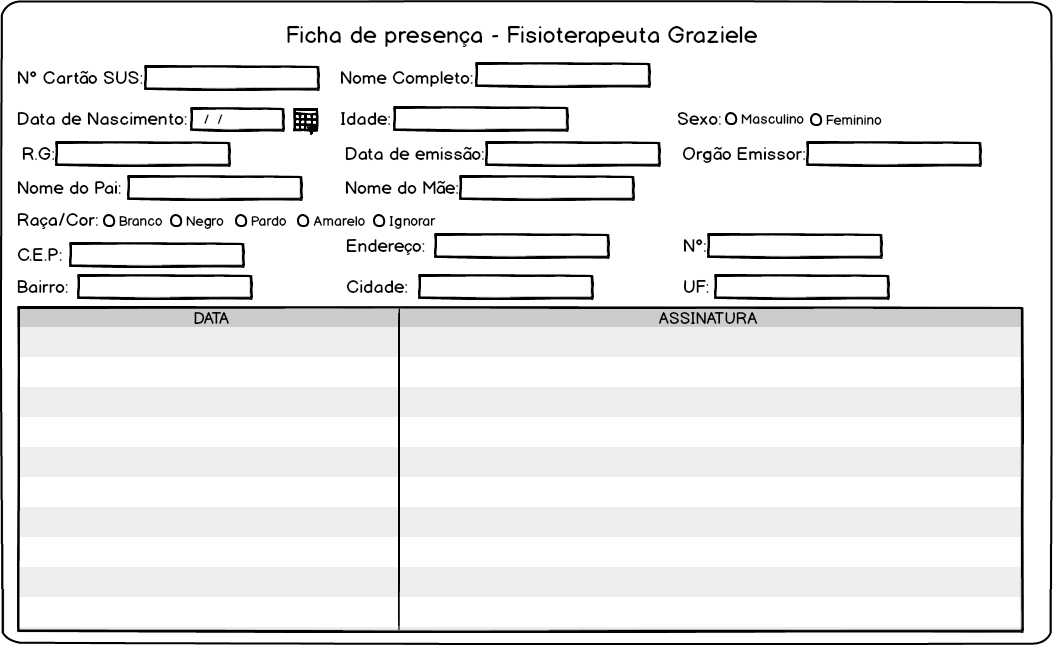 Ficha de presença - Fisioterapeuta Graziele
Nº Cartão SUS: Nome Completo:
Data de Nascimento: / / Idade: Sexo: Masculino Feminino
R.G: Data de emissão: Orgão Emissor:
Nome do Pai: Nome do Mãe:
Raça/Cor: Branco Negro Pardo Amarelo Ignorar
C.E.P: Endereço: Nº:
Bairro: Cidade: UF:
DATA ASSINATURA